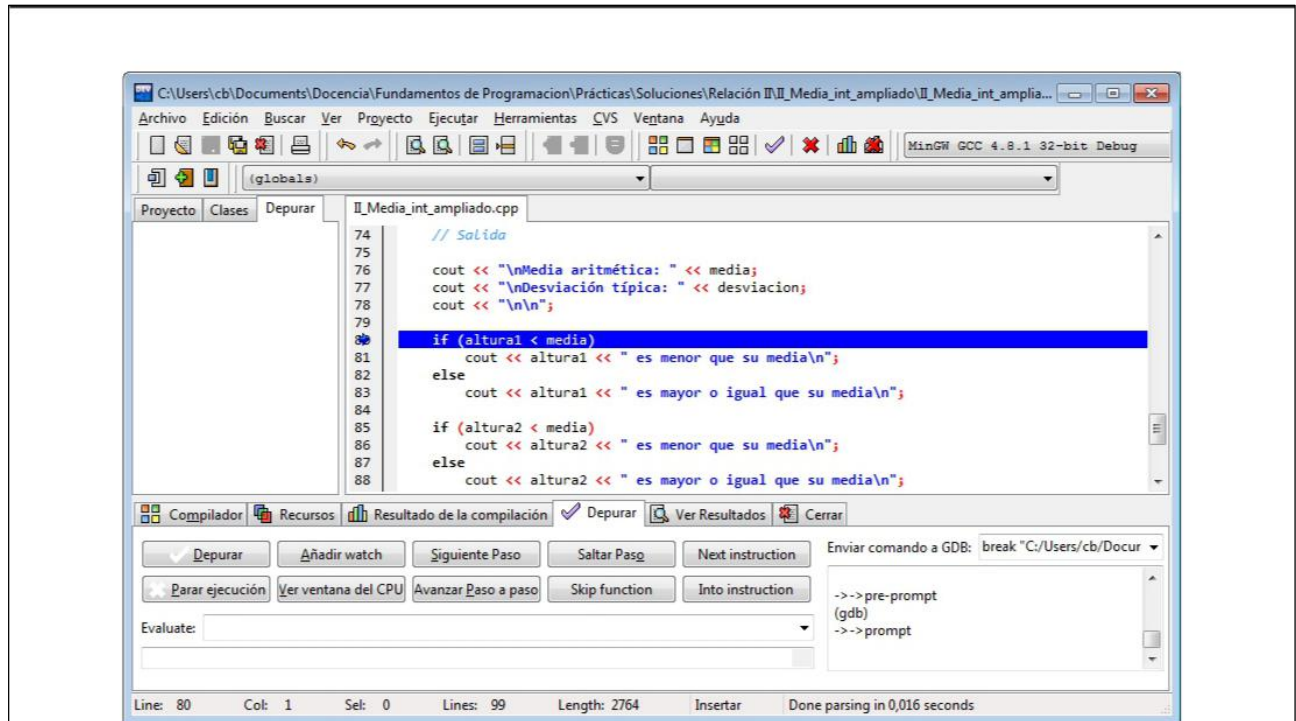 C:\Users\cb\Documents\Docencia\Fundamentos de Programacion\Prácticas\Soluciones\Relación II\II_Media_int_ampliado\II_Media_int_amplia...
Archivo Edición Buscar Ver Proyecto Ejecutar Herramientas CVS Ventana Ayuda
MinGW GCC 4.8.1 32-bit Debug
(globals)
Proyecto Clases Depurar II_Media_int_ampliado.cpp
74 // Salida
75
76 cout << "\nMedia aritmética: " << media;
77 cout << "\nDesviación típica: " << desviacion;
78 cout << "\n\n";
79
80 if (altura1 < media)
81 cout << altura1 << " es menor que su media\n";
82 else
83 cout << altura1 << " es mayor o igual que su media\n";
84
85 if (altura2 < media)
86 cout << altura2 << " es menor que su media\n";
87 else
88 cout << altura2 << " es mayor o igual que su media\n";
Compilador Recursos Resultado de la compilación Depurar Ver Resultados Cerrar
Depurar Añadir watch Siguiente Paso Saltar Paso Next instruction Enviar comando a GDB: break "C:/Users/cb/Docur
Parar ejecución Ver ventana del CPU Avanzar Paso a paso Skip function Into instruction
->->pre-prompt
(gdb)
->->prompt
Evaluate:
Line: 80 Col: 1 Sel: 0 Lines: 99 Length: 2764 Insertar Done parsing in 0,016 seconds